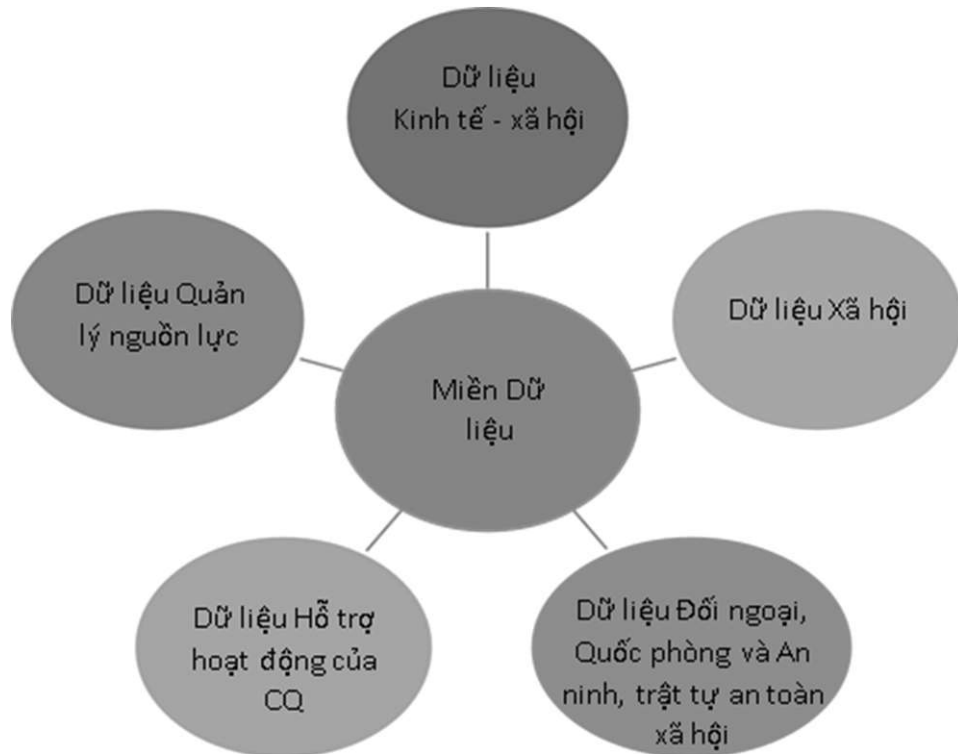 Dữ liệu
Kinh tế - xã hội
Dữ liệu Quản
lý nguồn lực
Dữ liệu Xã hội
Miền Dữ
liệu
Dữ liệu Hỗ trợ
hoạt động của
CQ
Dữ liệu Đối ngoại,
Quốc phòng và An
ninh, trật tự an toàn
xã hội